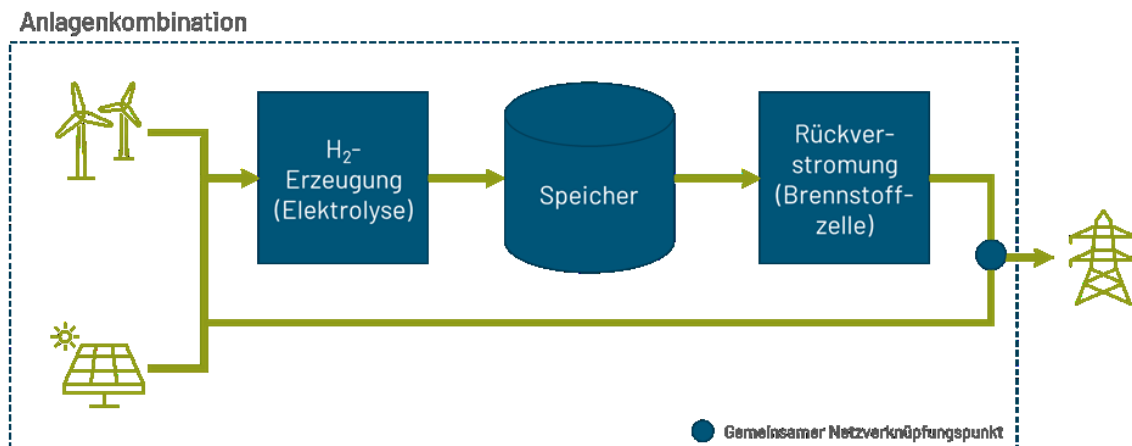 Anlagenkombination
H₂-
Erzeugung
(Elektrolyse)
Speicher
Rückver-
stromung
(Brennstoff-
zelle)
Gemeinsamer Netzverknüpfungspunkt